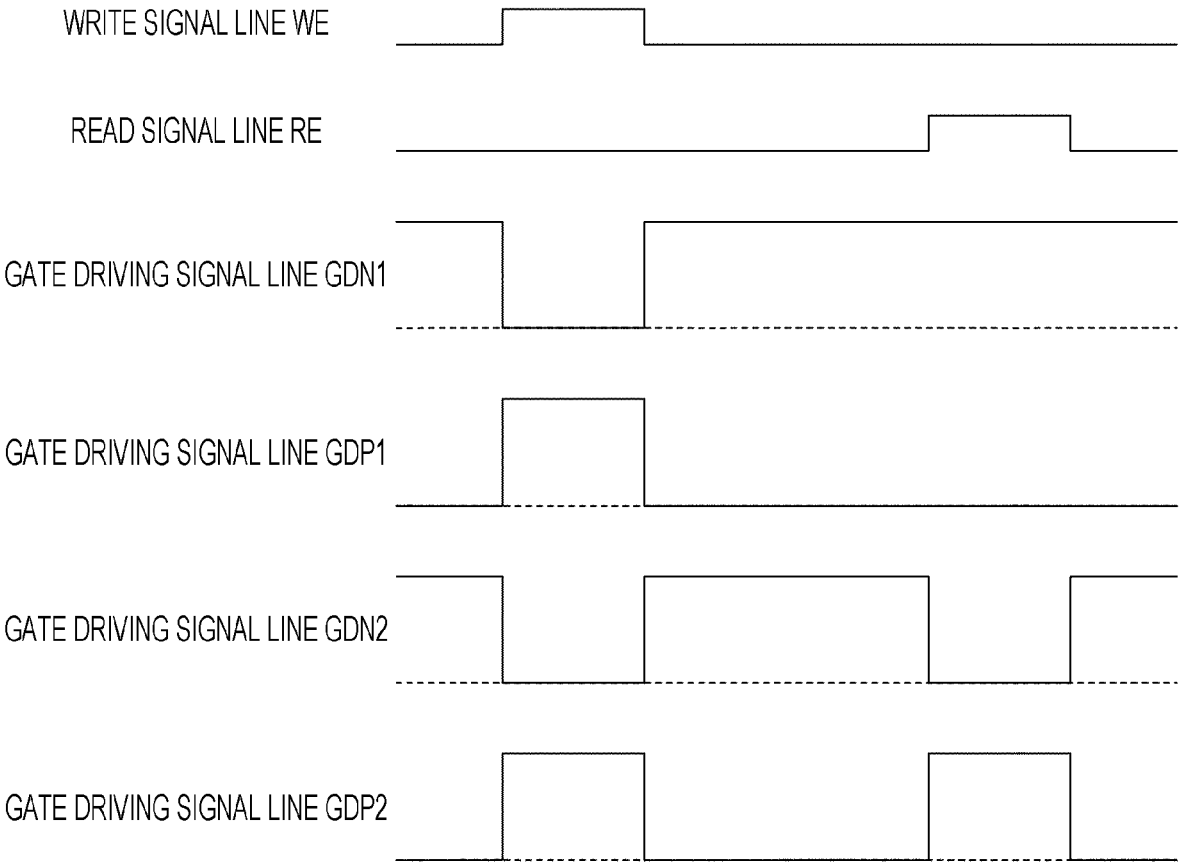 WRITE SIGNAL LINE WE
READ SIGNAL LINE RE
GATE DRIVING SIGNAL LINE GDN1
GATE DRIVING SIGNAL LINE GDP1
GATE DRIVING SIGNAL LINE GDN2
GATE DRIVING SIGNAL LINE GDP2